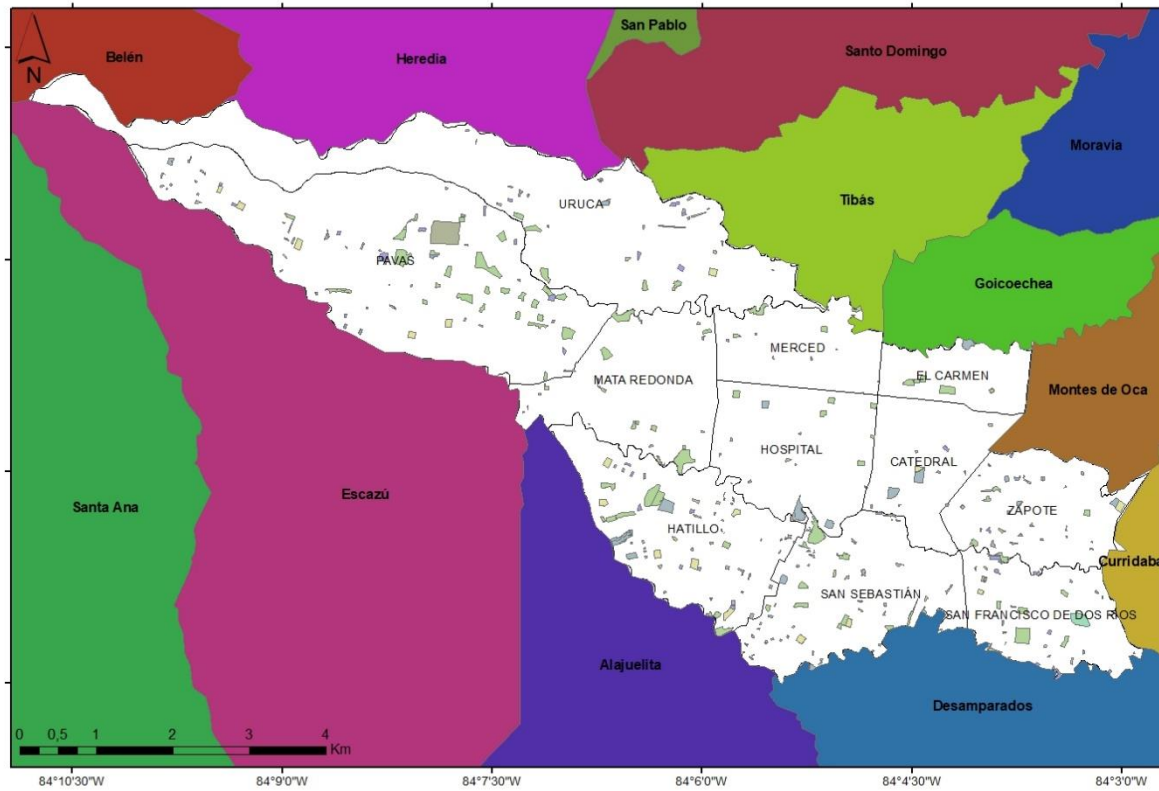 San Pablo
Santo Domingo
Belén
Heredia
N
Moravia
Tibás
URUCA
PAVAS
Goicoechea
MERCED
EL CARMEN
MATA REDONDA
Montes de Oca
HOSPITAL
CATEDRAL
Escazú
Santa Ana
ZAPOTE
HATILLO
Curridaba
SAN SEBASTIÁN
SAN FRANCISCO DE DOS RIOS
Alajuelita
Desamparados
0 0,5 1 2 3 4
Km
84°10'30"W 84°9'0"W 84°7'30"W 84°6'0"W 84°4'30"W 84°3'0"W